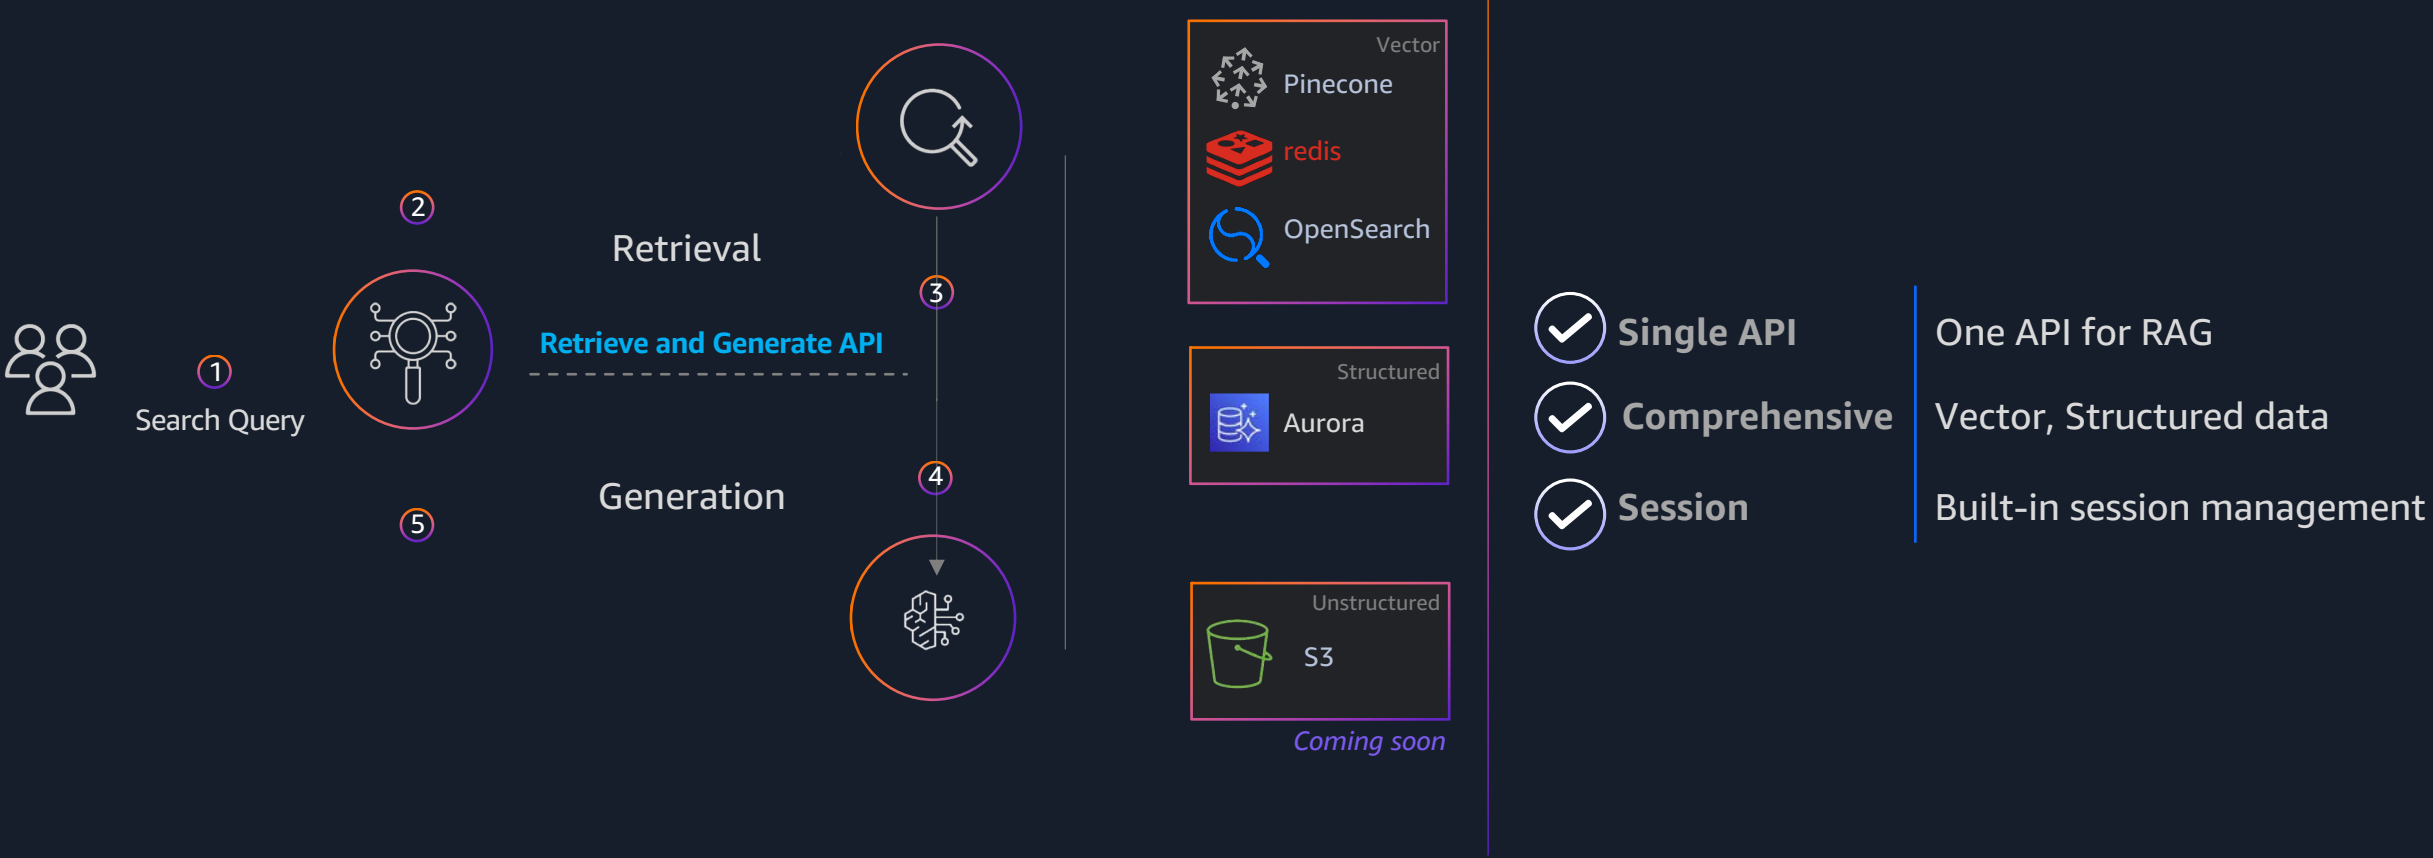 1
Search Query
2
5
Retrieval
Retrieve and Generate API
Generation
3
4
Vector
Pinecone
redis
OpenSearch
Structured
Aurora
Unstructured
S3
Coming soon
Single API
One API for RAG
Comprehensive
Vector, Structured data
Session
Built-in session management